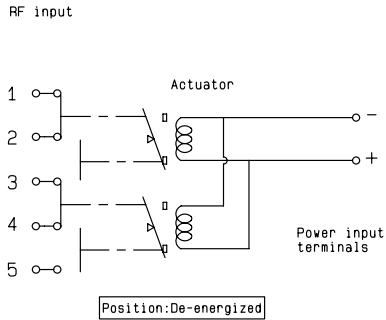 RF input
Actuator
1
2
3
4
5
−
+
Power input
terminals
Position:De-energized